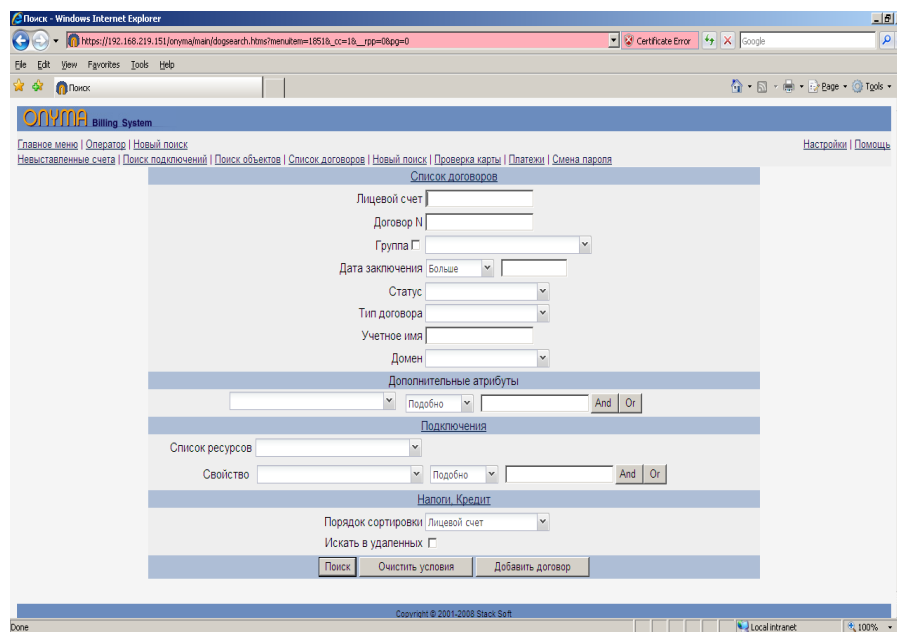 Поиск - Windows Internet Explorer
https://192.168.219.151/onyma/main/dogsearch.htms?menuitem=1851&_cc=1&__rpp=0&pg=0 Certificate Error Google
File Edit View Favorites Tools Help
Поиск Page Tools
ONYMA Billing System
Главное меню | Оператор | Новый поиск Настройки | Помощь
Невыставленные счета | Поиск подключений | Поиск объектов | Список договоров | Новый поиск | Проверка карты | Платежи | Смена пароля
Список договоров
Лицевой счет
Договор N
Группа
Дата заключения Больше
Статус
Тип договора
Учетное имя
Домен
Дополнительные атрибуты
Подобно And Or
Подключения
Список ресурсов
Свойство Подобно And Or
Налоги, Кредит
Порядок сортировки Лицевой счет
Искать в удаленных
Поиск Очистить условия Добавить договор
Copyright © 2001-2008 Stack Soft
Done Local intranet 100%